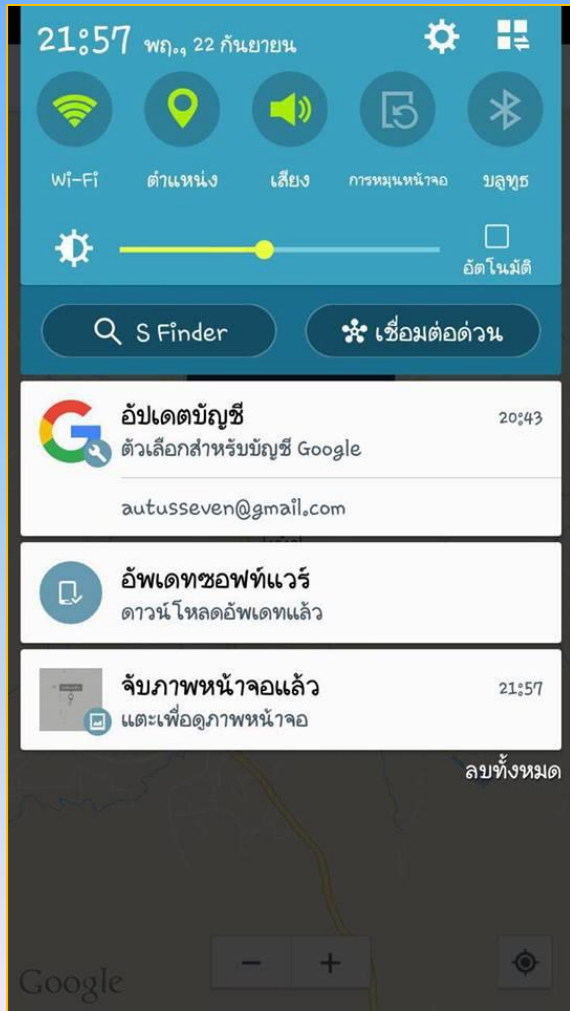 21:57 พฤ., 22 กันยายน
Wi-Fi ตำแหน่ง เสียง การหมุนหน้าจอ บลูทูธ
อัตโนมัติ
S Finder เชื่อมต่อด่วน
อัปเดตบัญชี 20:43
ตัวเลือกสำหรับบัญชี Google
autusseven@gmail.com
อัพเดทซอฟท์แวร์
ดาวน์โหลดอัพเดทแล้ว
จับภาพหน้าจอแล้ว 21:57
แตะเพื่อดูภาพหน้าจอ
ลบทั้งหมด
Google